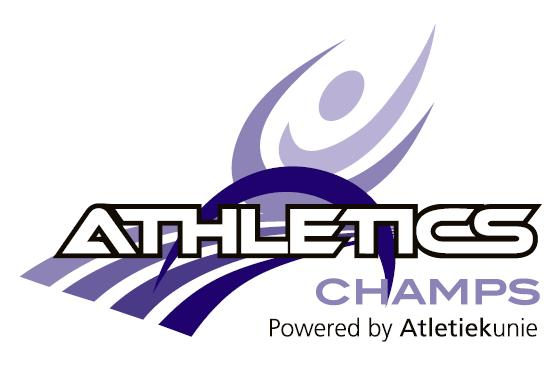 ATHLETICS
CHAMPS
Powered by Atletiekunie